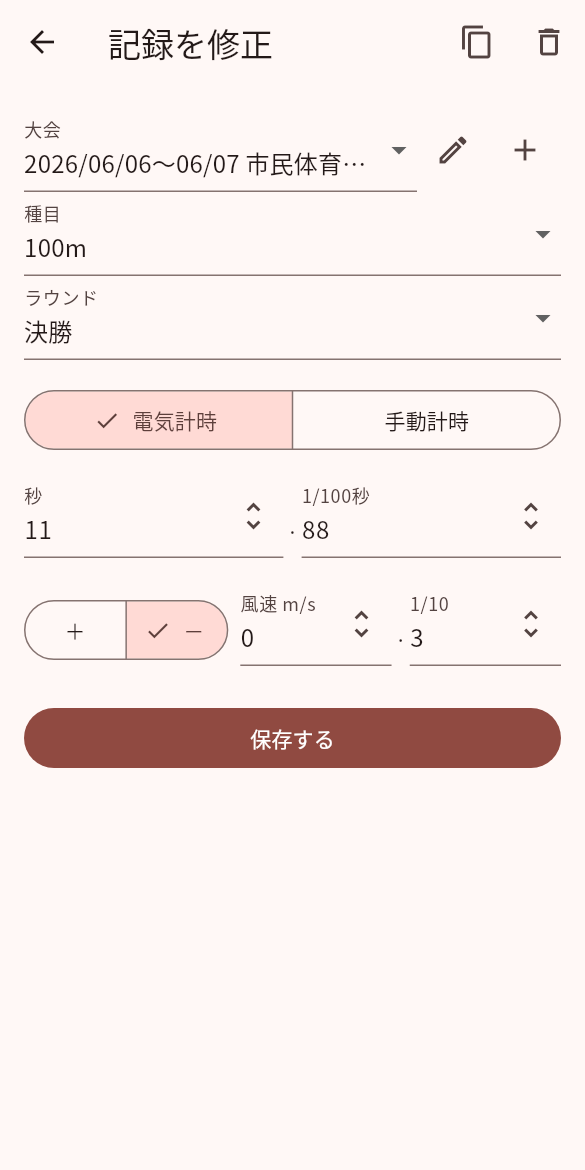 記録を修正
大会
2026/06/06～06/07 市民体育…
種目
100m
ラウンド
決勝
電気計時 手動計時
秒 1/100秒
11 . 88
風速 m/s 1/10
+ − 0 . 3
保存する